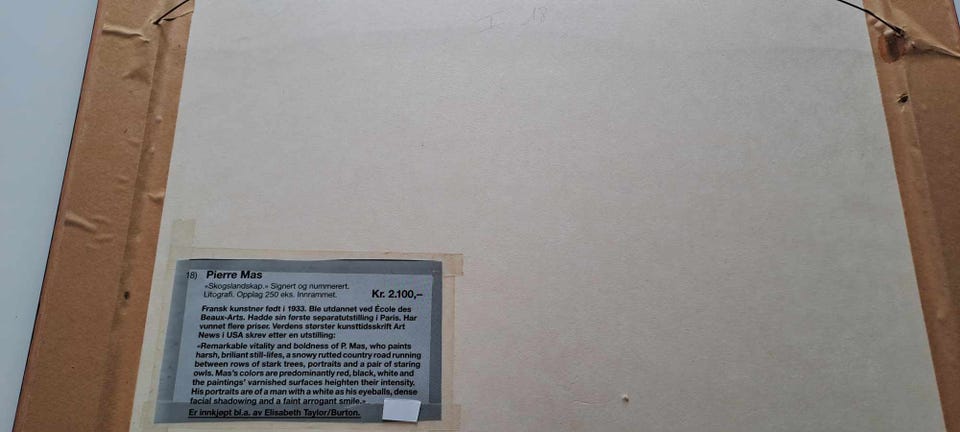 I 18
18) Pierre Mas
«Skogslandskap.» Signert og nummerert.
Litografi. Opplag 250 eks. Innrammet. Kr. 2.100,–
Fransk kunstner født i 1933. Ble utdannet ved École des
Beaux-Arts. Hadde sin første separatutstilling i Paris. Har
vunnet flere priser. Verdens største kunsttidsskrift Art
News i USA skrev etter en utstilling:
«Remarkable vitality and boldness of P. Mas, who paints
harsh, briliant still-lifes, a snowy rutted country road running
between rows of stark trees, portraits and a pair of staring
owls. Mas's colors are predominantly red, black, white and
the paintings' varnished surfaces heighten their intensity.
His portraits are of a man with a white as his eyeballs, dense
facial shadowing and a faint arrogant smile.»
Er innkjøpt bl.a. av Elisabeth Taylor/Burton.